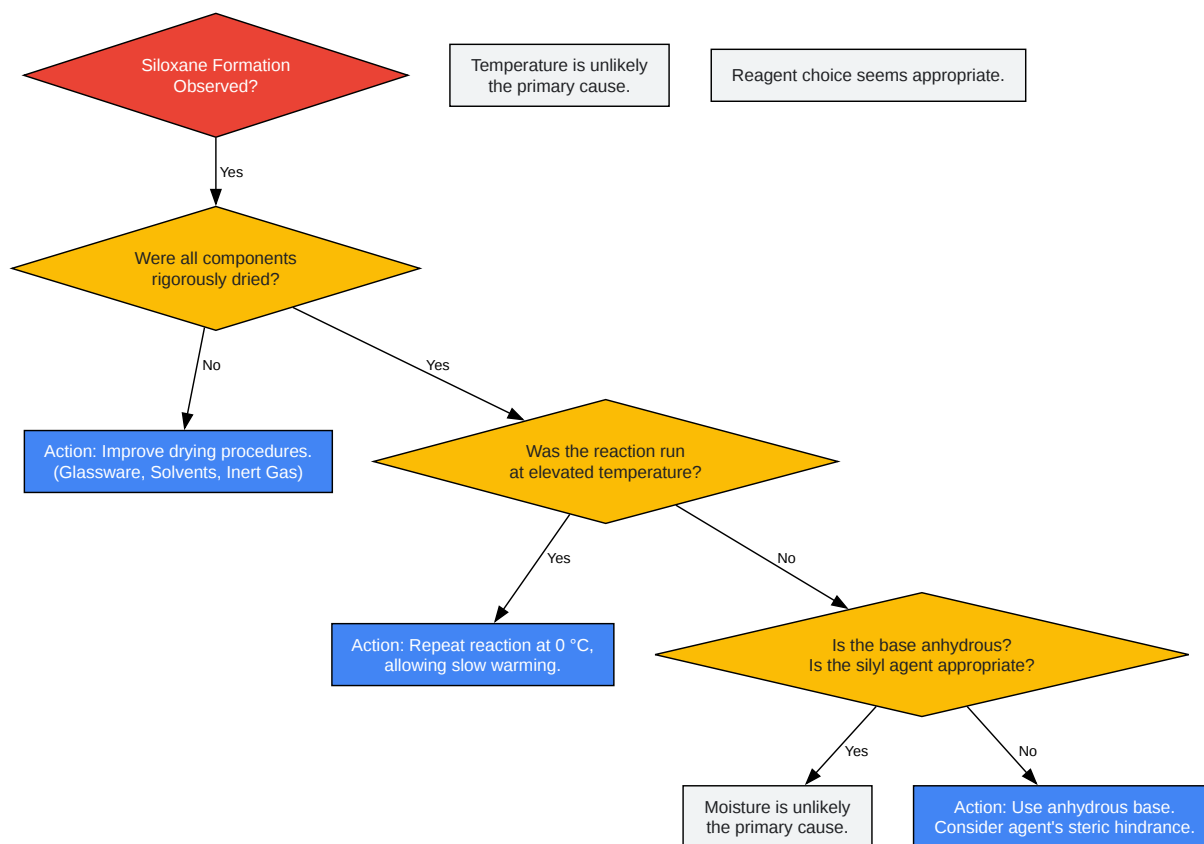 Siloxane Formation
Observed?
Temperature is unlikely
the primary cause.
Reagent choice seems appropriate.
Yes
Were all components
rigorously dried?
No
Yes
Action: Improve drying procedures.
(Glassware, Solvents, Inert Gas)
Was the reaction run
at elevated temperature?
Yes
No
Action: Repeat reaction at 0 °C,
allowing slow warming.
Is the base anhydrous?
Is the silyl agent appropriate?
Yes
No
Moisture is unlikely
the primary cause.
Action: Use anhydrous base.
Consider agent's steric hindrance.